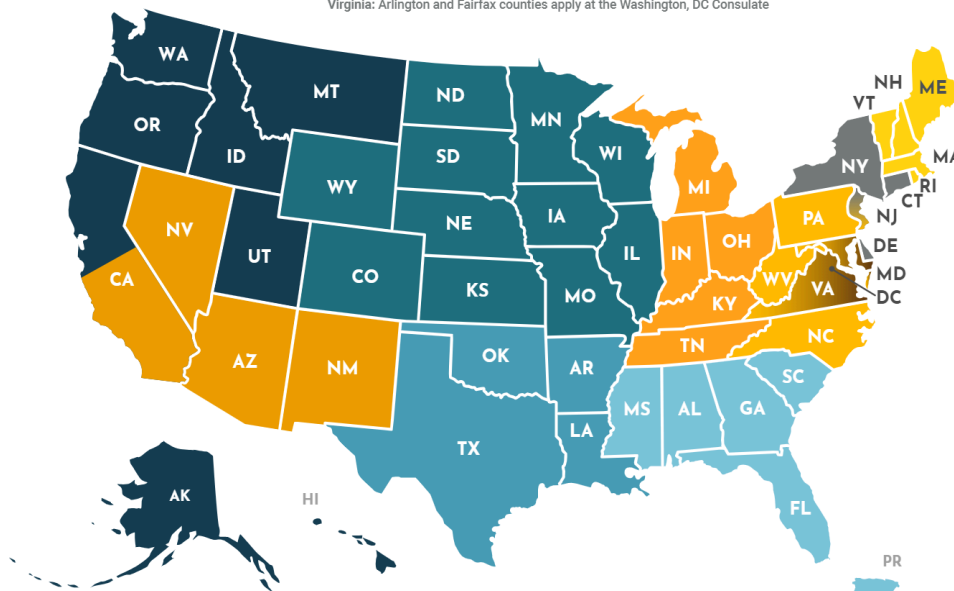 Virginia: Arlington and Fairfax counties apply at the Washington, DC Consulate
WA
MT
ND
MN
OR
ID
SD
WI
WY
MI
NH
ME
VT
NY
MA
RI
CT
NV
UT
NE
IA
PA
NJ
CO
IL
IN
OH
DE
CA
KS
MO
WV
VA
MD
DC
KY
AZ
NM
OK
AR
TN
NC
SC
TX
LA
MS
AL
GA
AK
HI
FL
PR